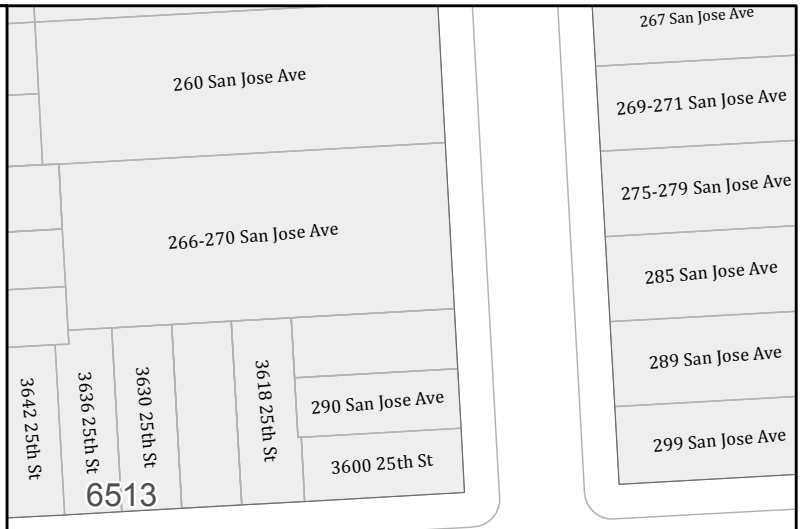 267 San Jose Ave
260 San Jose Ave
269-271 San Jose Ave
275-279 San Jose Ave
266-270 San Jose Ave
285 San Jose Ave
289 San Jose Ave
290 San Jose Ave
299 San Jose Ave
3600 25th St
3642 25th St
3636 25th St
3630 25th St
3618 25th St
6513